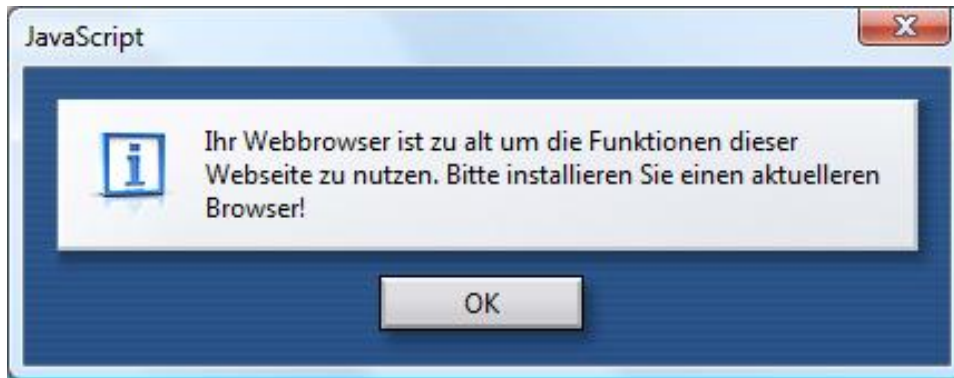 JavaScript
Ihr Webbrowser ist zu alt um die Funktionen dieser
Webseite zu nutzen. Bitte installieren Sie einen aktuelleren
Browser!
OK